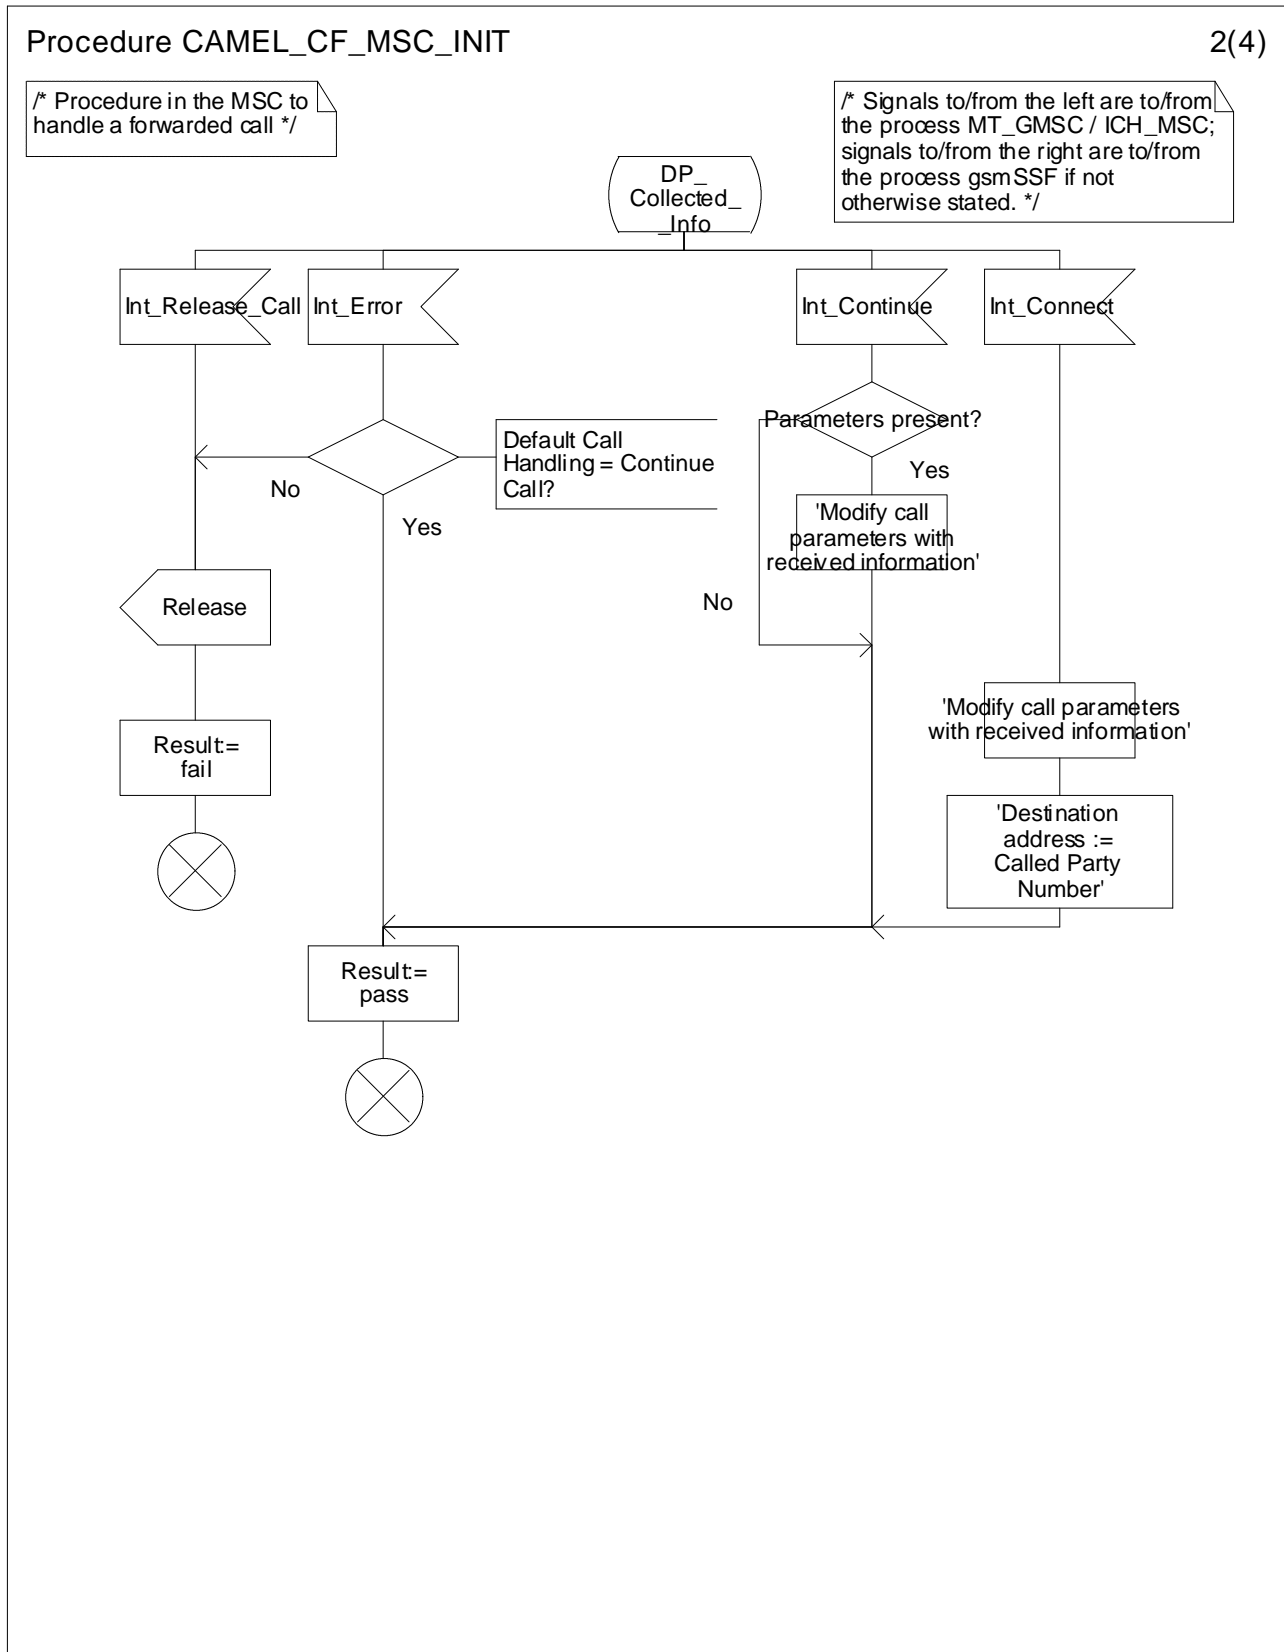 Procedure CAMEL_CF_MSC_INIT
2(4)
/* Procedure in the MSC to
handle a forwarded call */
/* Signals to/from the left are to/from
the process MT_GMSC / ICH_MSC;
signals to/from the right are to/from
the process gsmSSF if not
otherwise stated. */
DP_
Collected_
_Info
Int_Release_Call
Int_Error
Int_Continue
Int_Connect
Parameters present?
Default Call
Handling = Continue
Call?
No
Yes
Yes
'Modify call
parameters with
received information'
No
Release
'Modify call parameters
with received information'
Result:=
fail
'Destination
address :=
Called Party
Number'
Result:=
pass